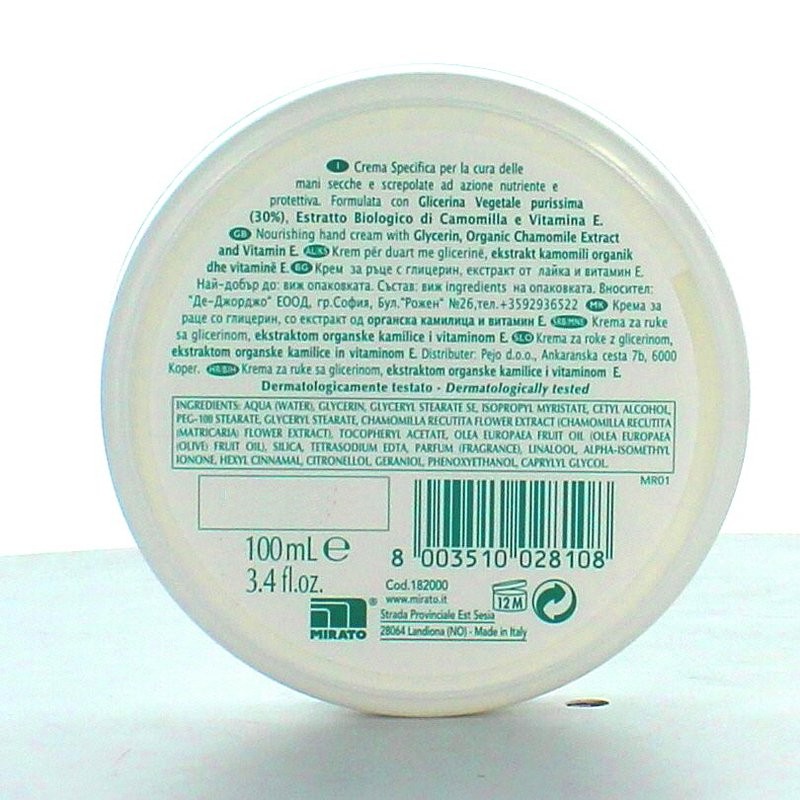 I Crema Specifica per la cura delle
mani secche e screpolate ad azione nutriente e
protettiva. Formulata con Glicerina Vegetale purissima
(30%), Estratto Biologico di Camomilla e Vitamina E.
GB Nourishing hand cream with Glycerin, Organic Chamomile Extract
and Vitamin E. AL/KS Krem për duart me glicerinë, ekstrakt kamomili organik
dhe vitaminë E. BG Крем за ръце с глицерин, екстракт от лайка и витамин Е.
Най-добър до: виж опаковката. Състав: виж ingredients на опаковката. Вносител:
"Де-Джорджо" ЕООД, гр.София, Бул."Рожен" №26,тел.+3592936522 MK Крема за
раце со глицерин, со екстракт од органска камилица и витамин Е. SRB/MNE Krema za ruke
sa glicerinom, ekstraktom organske kamilice i vitaminom E. SLO Krema za roke z glicerinom,
ekstraktom organske kamilice in vitaminom E. Distributer: Pejo d.o.o., Ankaranska cesta 7b, 6000
Koper. HR/BIH Krema za ruke sa glicerinom, ekstraktom organske kamilice i vitaminom E.
Dermatologicamente testato - Dermatologically tested
INGREDIENTS: AQUA (WATER), GLYCERIN, GLYCERYL STEARATE SE, ISOPROPYL MYRISTATE, CETYL ALCOHOL,
PEG-100 STEARATE, GLYCERYL STEARATE, CHAMOMILLA RECUTITA FLOWER EXTRACT (CHAMOMILLA RECUTITA
(MATRICARIA) FLOWER EXTRACT), TOCOPHERYL ACETATE, OLEA EUROPAEA FRUIT OIL (OLEA EUROPAEA
(OLIVE) FRUIT OIL), SILICA, TETRASODIUM EDTA, PARFUM (FRAGRANCE), LINALOOL, ALPHA-ISOMETHYL
IONONE, HEXYL CINNAMAL, CITRONELLOL, GERANIOL, PHENOXYETHANOL, CAPRYLYL GLYCOL.
MR01
100 mL e
3.4 fl.oz.
8 003510 028108
Cod.182000
www.mirato.it
12 M
MIRATO ®
Strada Provinciale Est Sesia
28064 Landiona (NO) - Made in Italy